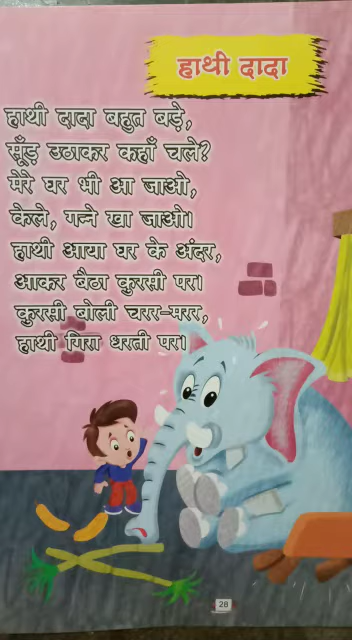 हाथी दादा
हाथी दादा बहुत बड़े,
सूँड़ उठाकर कहाँ चले?
मेरे घर भी आ जाओ,
केले, गन्ने खा जाओ।
हाथी आया घर के अंदर,
आकर बैठा कुरसी पर।
कुरसी बोली चरर-मरर,
हाथी गिरा धरती पर।
28